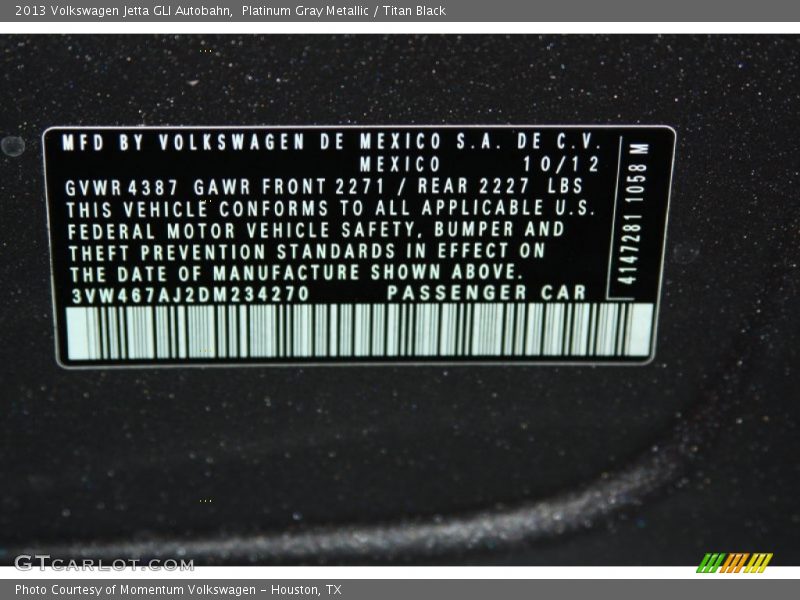 2013 Volkswagen Jetta GLI Autobahn,  Platinum Gray Metallic / Titan Black
MFD BY VOLKSWAGEN DE MEXICO S.A. DE C.V.
MEXICO 10/12
GVWR 4387 GAWR FRONT 2271 / REAR 2227 LBS
THIS VEHICLE CONFORMS TO ALL APPLICABLE U.S.
FEDERAL MOTOR VEHICLE SAFETY, BUMPER AND
THEFT PREVENTION STANDARDS IN EFFECT ON
THE DATE OF MANUFACTURE SHOWN ABOVE.
3VW467AJ2DM234270 PASSENGER CAR
4147281 1058 M
GTCARLOT.COM
Photo Courtesy of Momentum Volkswagen - Houston, TX